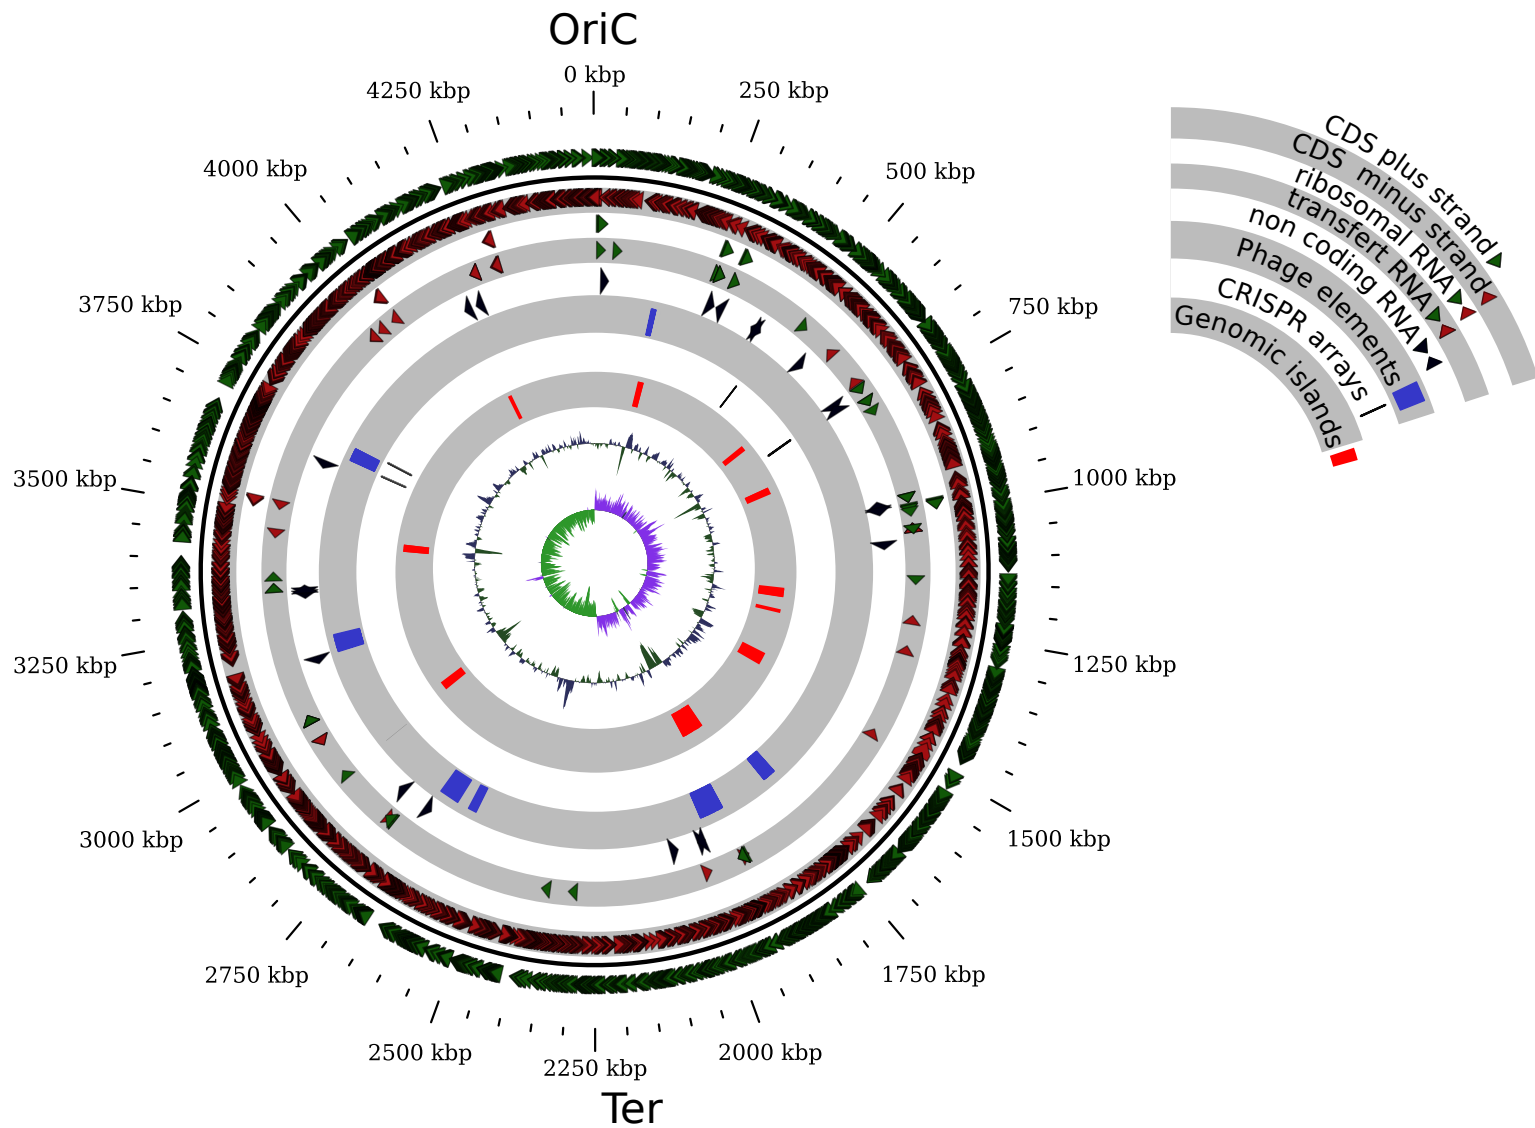 OriC
0 kbp
250 kbp
500 kbp
750 kbp
1000 kbp
1250 kbp
1500 kbp
1750 kbp
2000 kbp
2250 kbp
2500 kbp
2750 kbp
3000 kbp
3250 kbp
3500 kbp
3750 kbp
4000 kbp
4250 kbp
Ter
CDS plus strand
CDS minus strand
ribosomal RNA
transfert RNA
non coding RNA
Phage elements
CRISPR arrays
Genomic islands